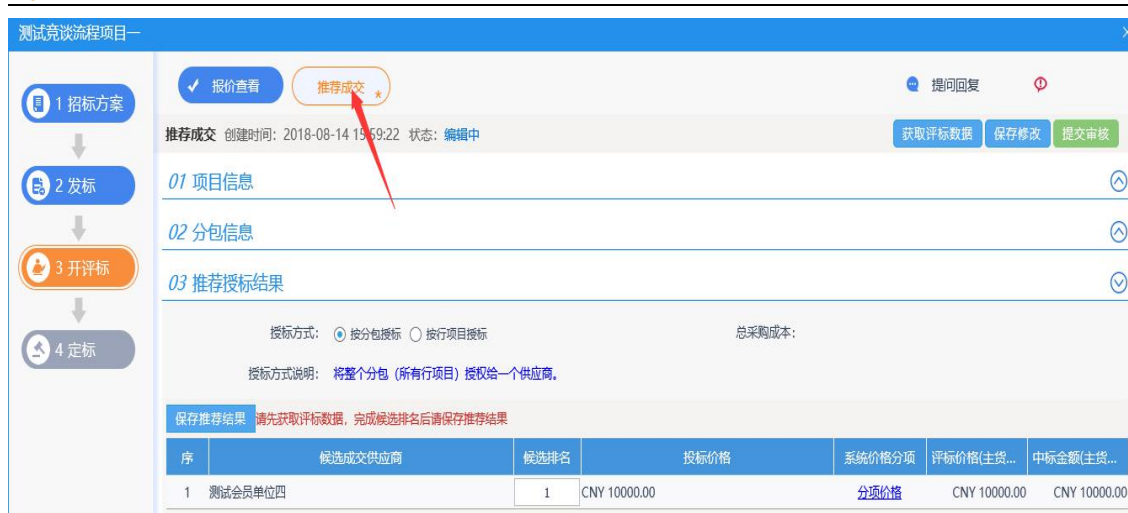 测试竞谈流程项目一
报价查看 推荐成交 * 提问回复
1 招标方案
推荐成交 创建时间：2018-08-14 15:59:22 状态：编辑中 获取评标数据 保存修改 提交审核
01 项目信息
2 发标
02 分包信息
3 开评标
03 推荐授标结果
授标方式： 按分包授标 按行项目授标 总采购成本：
4 定标
授标方式说明： 将整个分包（所有行项目）授权给一个供应商。
保存推荐结果 请先获取评标数据，完成候选排名后请保存推荐结果
序 候选成交供应商 候选排名 投标价格 系统价格分项 评标价格(主货... 中标金额(主货...
1 测试会员单位四 1 CNY 10000.00 分项价格 CNY 10000.00 CNY 10000.00